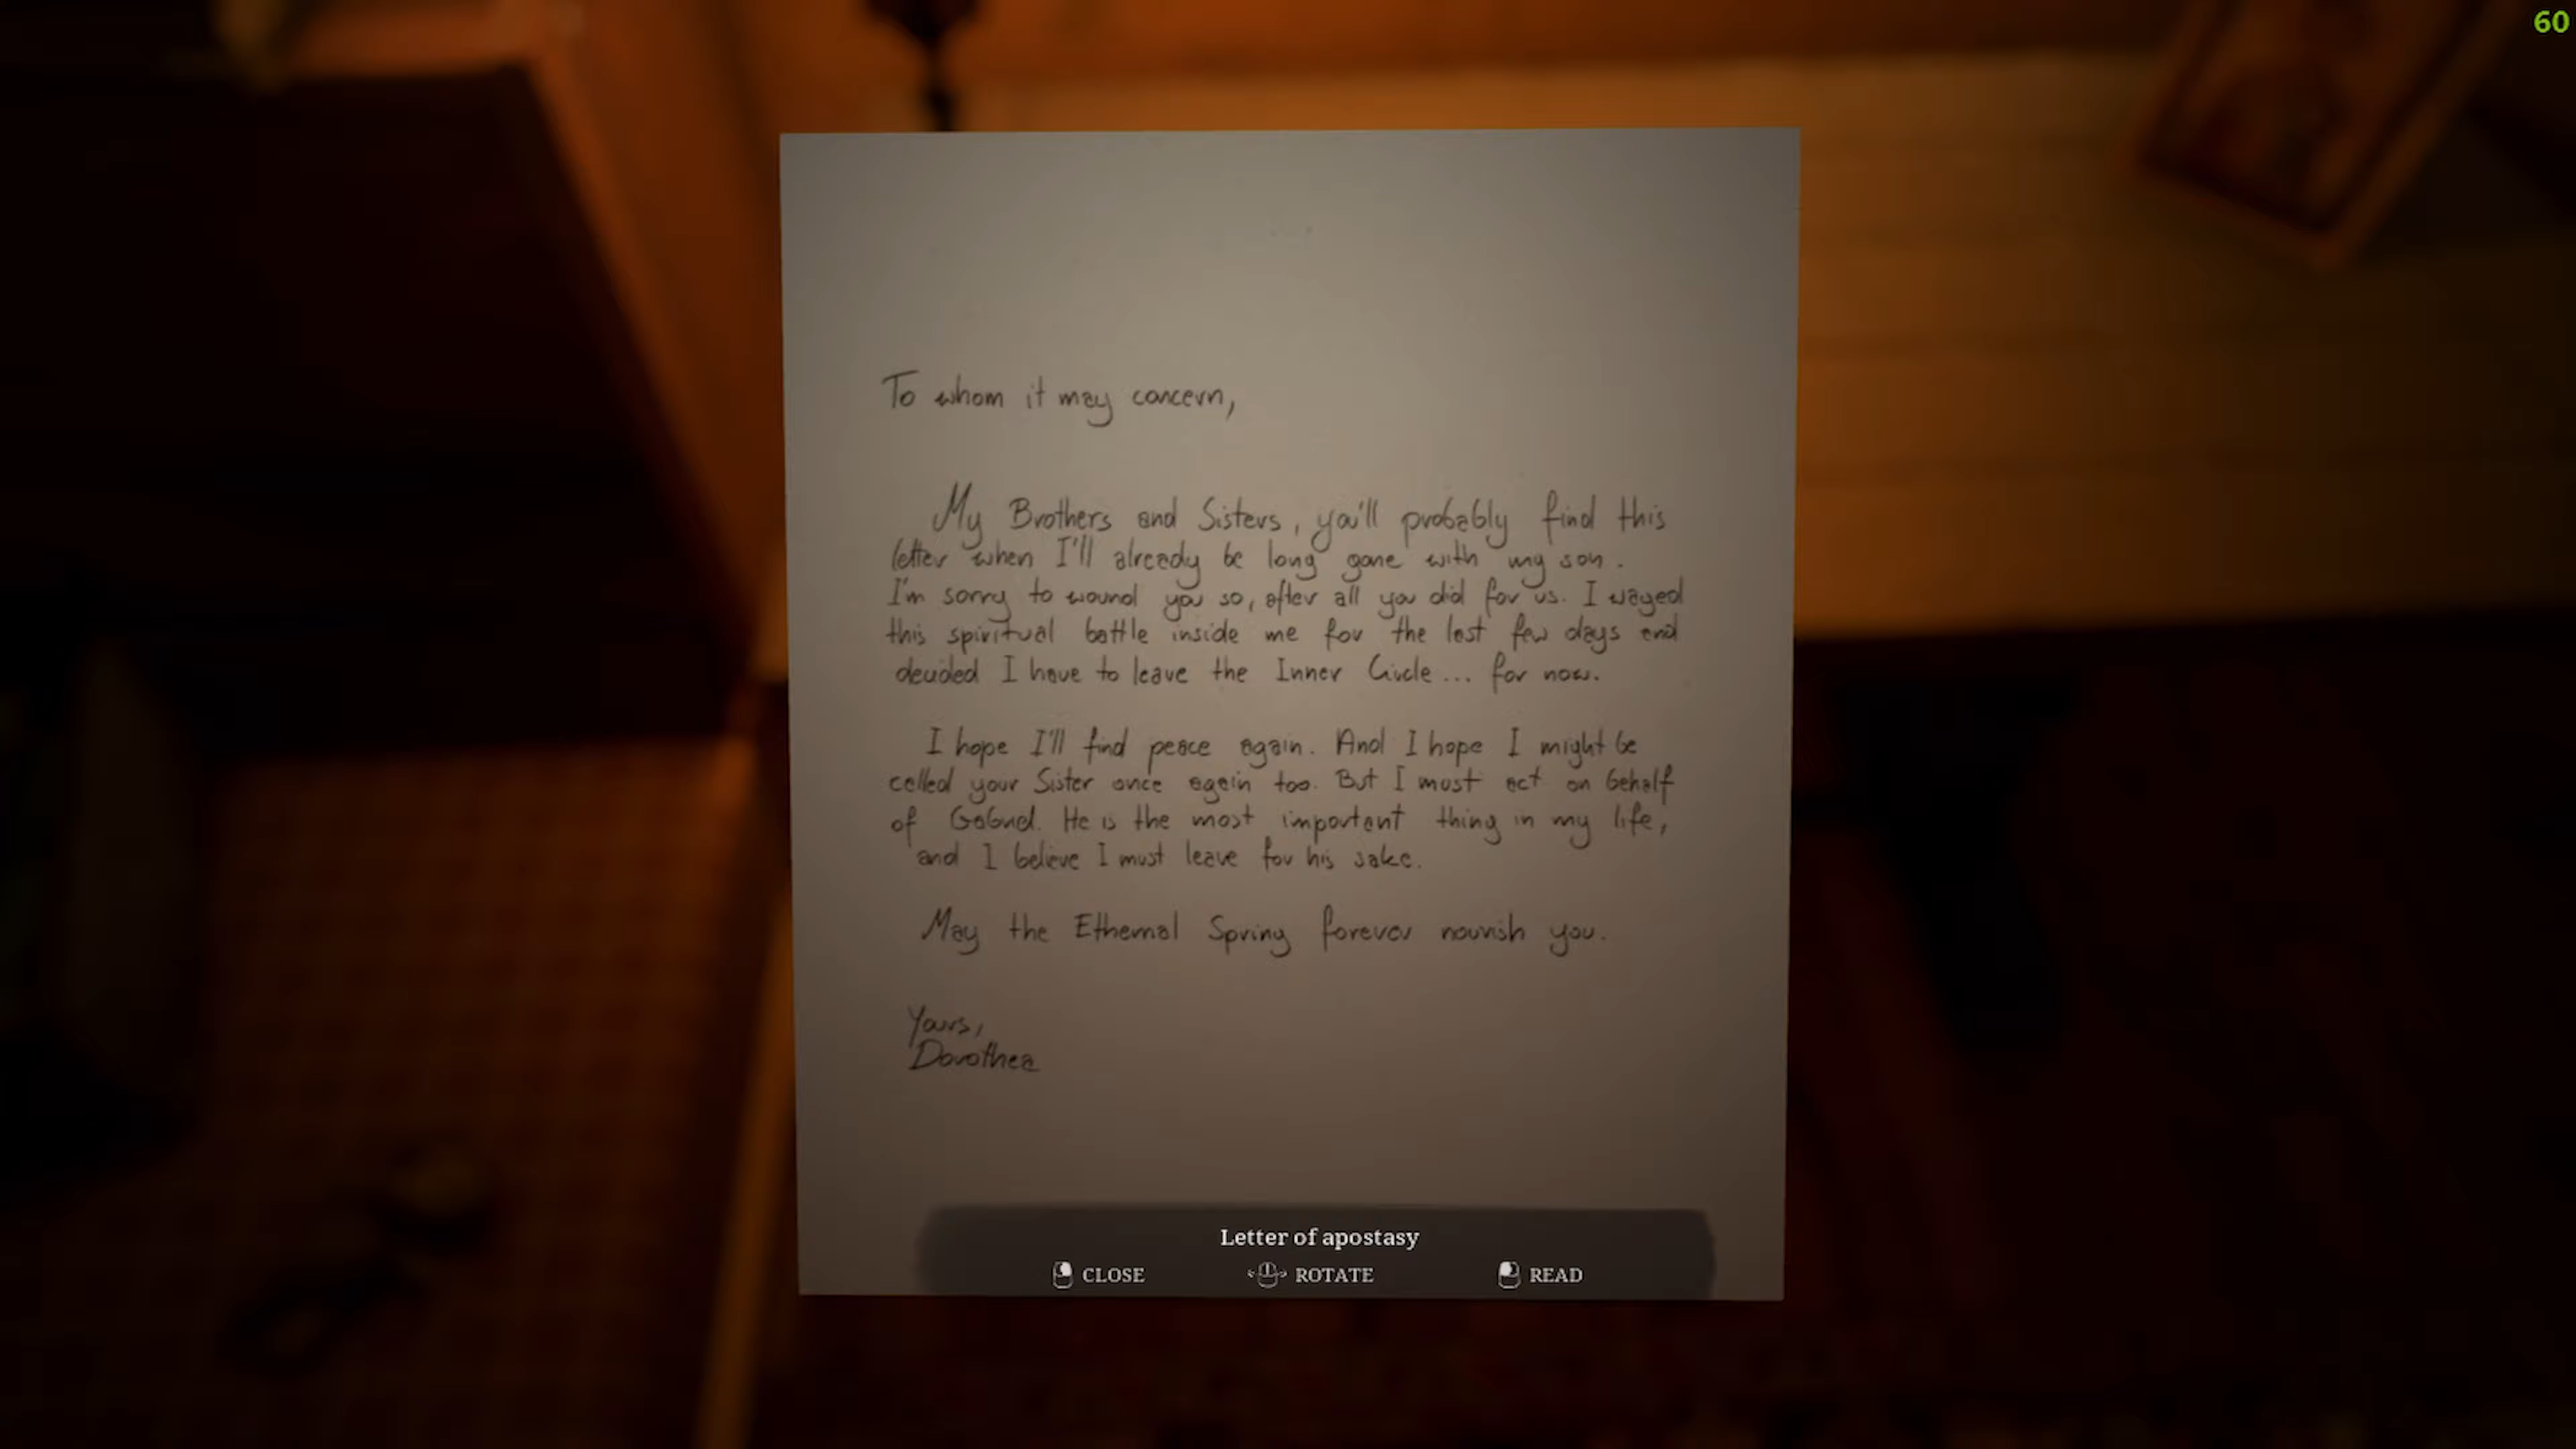 60
To whom it may concern,
My Brothers and Sisters, you'll probably find this
letter when I'll already be long gone with my son.
I'm sorry to wound you so, after all you did for us. I waged
this spiritual battle inside me for the last few days and
decided I have to leave the Inner Circle... for now.
I hope I'll find peace again. And I hope I might be
called your Sister once again too. But I must act on behalf
of Gabriel. He is the most important thing in my life,
and I believe I must leave for his sake.
May the Ethernal Spring forever nourish you.
Yours,
Dorothea
Letter of apostasy
CLOSE ROTATE READ